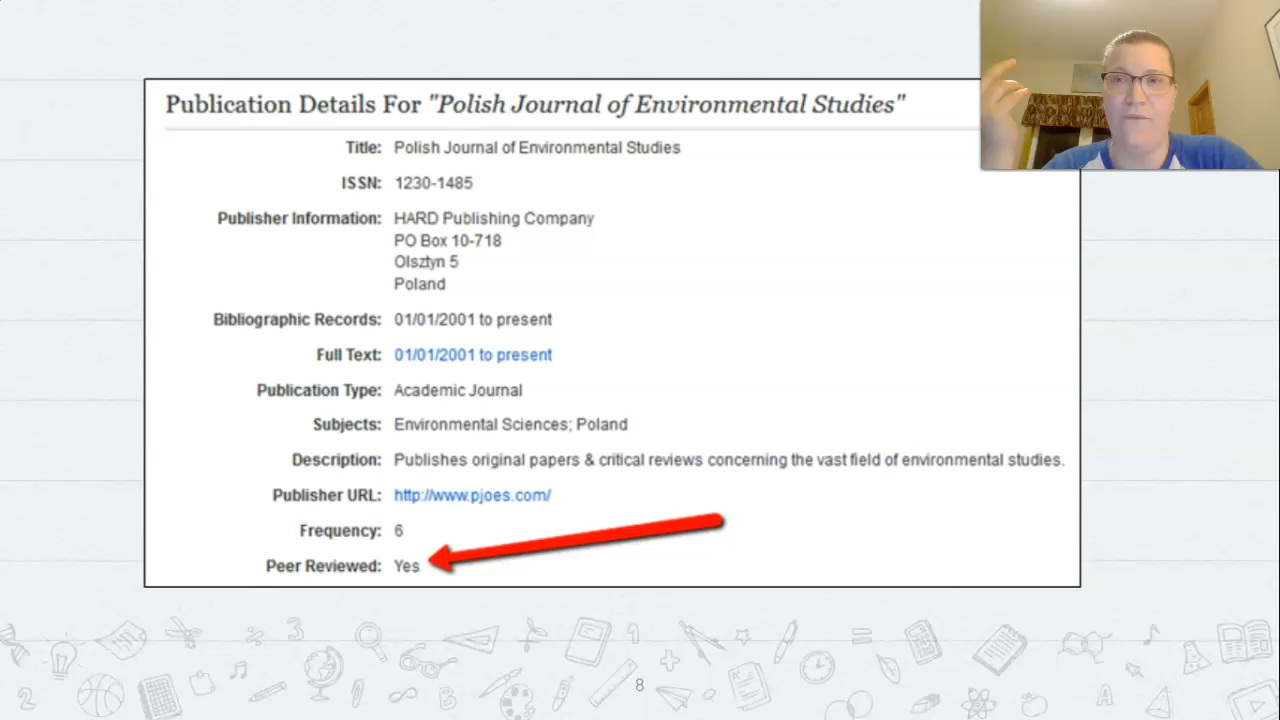 Publication Details For "Polish Journal of Environmental Studies"
Title: Polish Journal of Environmental Studies
ISSN: 1230-1485
Publisher Information: HARD Publishing Company
PO Box 10-718
Olsztyn 5
Poland
Bibliographic Records: 01/01/2001 to present
Full Text: 01/01/2001 to present
Publication Type: Academic Journal
Subjects: Environmental Sciences; Poland
Description: Publishes original papers & critical reviews concerning the vast field of environmental studies.
Publisher URL: http://www.pjoes.com/
Frequency: 6
Peer Reviewed: Yes
8